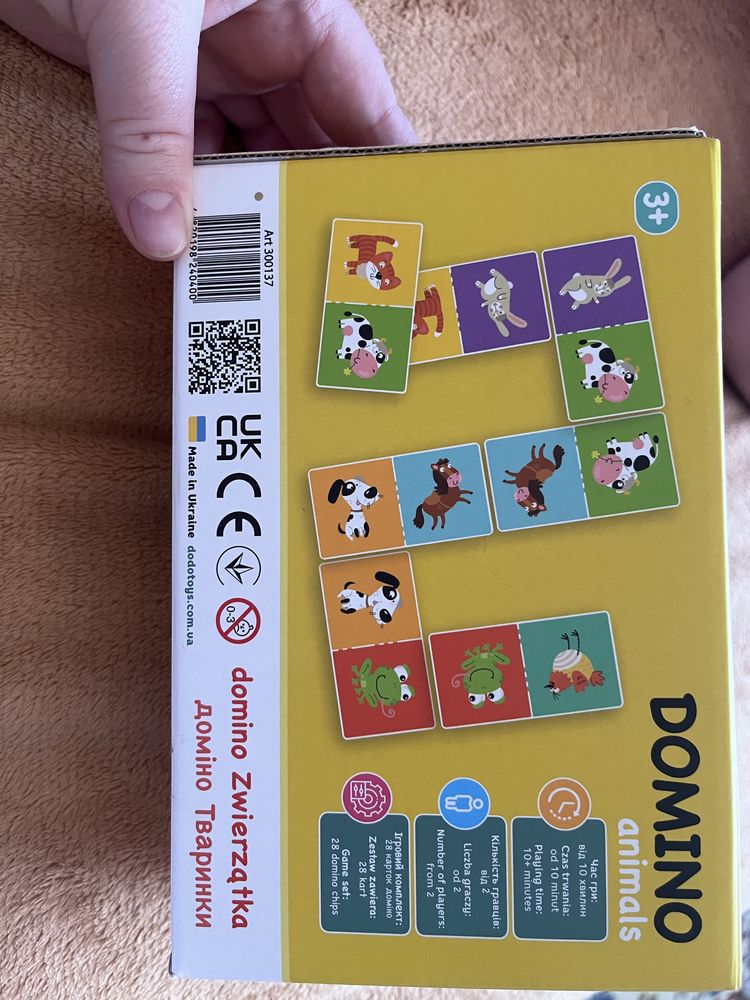 DOMINO
animals
3+
Час гри:
від 10 хвилин
Czas trwania:
od 10 minut
Playing time:
10+ minutes
Кількість гравців:
від 2
Liczba graczy:
od 2
Number of players:
from 2
Ігровий комплект:
28 карток доміно
Zestaw zawiera:
28 kart
Game set:
28 domino chips
Art 300137
820198 240400
UK
CA
CE
0-3
Made in Ukraine dodotoys.com.ua
domino Zwierzątka
доміно Тваринки